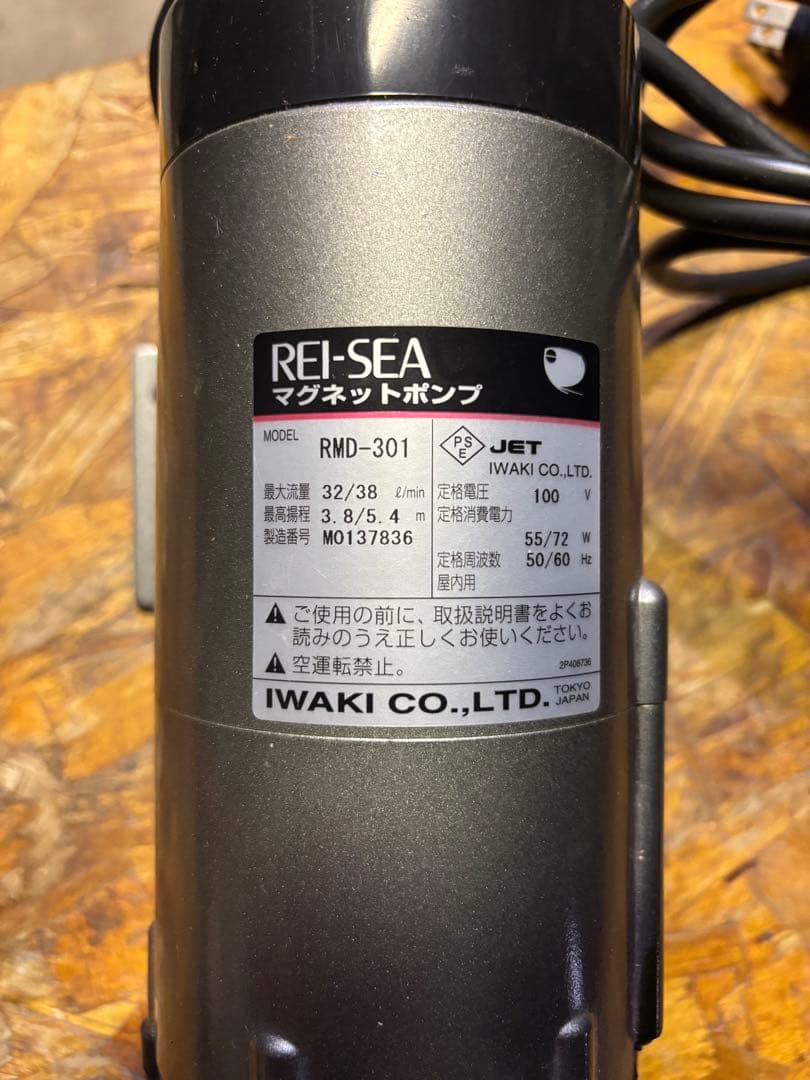 REI-SEA
マグネットポンプ
MODEL RMD-301
最大流量 32/38 ℓ/min
最高揚程 3.8/5.4 m
製造番号 M0137836
PSE JET
IWAKI CO.,LTD.
定格電圧 100 V
定格消費電力
55/72 W
定格周波数 50/60 Hz
屋内用
⚠ ご使用の前に、取扱説明書をよくお
読みのうえ正しくお使いください。
⚠ 空運転禁止。
2P406736
IWAKI CO.,LTD. TOKYO
JAPAN